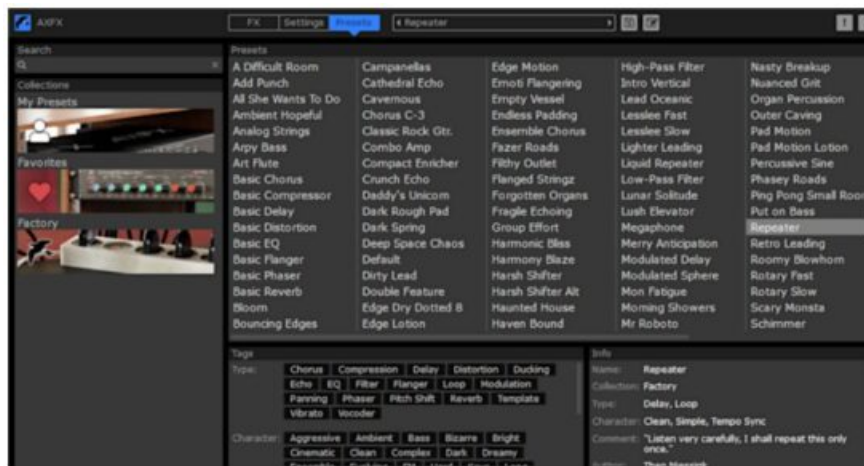 AXFX
FX Settings Presets Repeater
Search
Collections
My Presets
Favorites
Factory
Presets
A Difficult Room
Add Punch
All She Wants To Do
Ambient Hopeful
Analog Strings
Arpy Bass
Art Flute
Basic Chorus
Basic Compressor
Basic Delay
Basic Distortion
Basic EQ
Basic Flanger
Basic Phaser
Basic Reverb
Bloom
Bouncing Edges
Campanellas
Cathedral Echo
Cavernous
Chorus C-3
Classic Rock Gtr.
Combo Amp
Compact Enricher
Crunch Echo
Daddy's Unicorn
Dark Rough Pad
Dark Spring
Deep Space Chaos
Default
Dirty Lead
Double Feature
Edge Dry Dotted 8
Edge Lotion
Edge Motion
Emoti Flangering
Empty Vessel
Endless Padding
Ensemble Chorus
Fazer Roads
Filthy Outlet
Flanged Stringz
Forgotten Organs
Fragile Echoing
Group Effort
Harmonic Bliss
Harmony Blaze
Harsh Shifter
Harsh Shifter Alt
Haunted House
Haven Bound
High-Pass Filter
Intro Vertical
Lead Oceanic
Lesslee Fast
Lesslee Slow
Lighter Leading
Liquid Repeater
Low-Pass Filter
Lunar Solitude
Lush Elevator
Megaphone
Merry Anticipation
Modulated Delay
Modulated Sphere
Mon Fatigue
Morning Showers
Mr Roboto
Nasty Breakup
Nuanced Grit
Organ Percussion
Outer Caving
Pad Motion
Pad Motion Lotion
Percussive Sine
Phasey Roads
Ping Pong Small Roo
Put on Bass
Repeater
Retro Leading
Roomy Blowhorn
Rotary Fast
Rotary Slow
Scary Monsta
Schimmer
Tags
Type: Chorus Compression Delay Distortion Ducking
Echo EQ Filter Flanger Loop Modulation
Panning Phaser Pitch Shift Reverb Template
Vibrato Vocoder
Character: Aggressive Ambient Bass Bizarre Bright
Cinematic Clean Complex Dark Dreamy
Info
Name: Repeater
Collection: Factory
Type: Delay, Loop
Character: Clean, Simple, Tempo Sync
Comment: "Listen very carefully, I shall repeat this only
once."